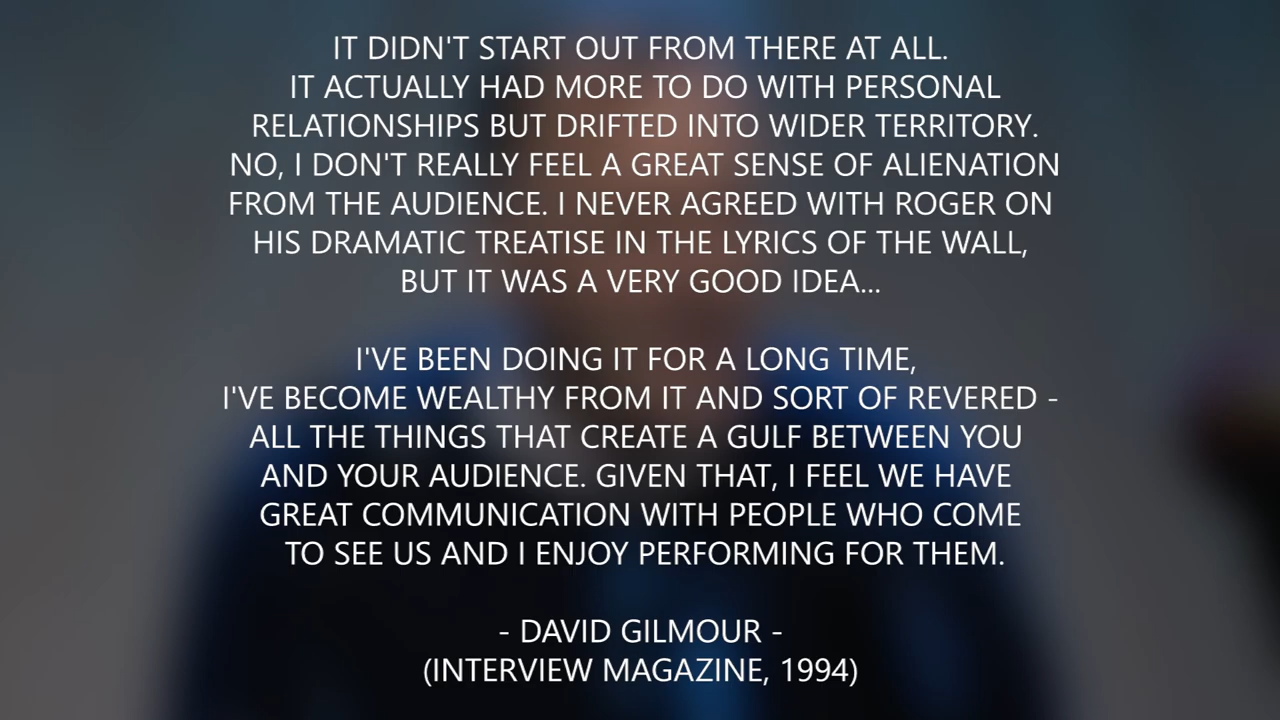 IT DIDN'T START OUT FROM THERE AT ALL.
IT ACTUALLY HAD MORE TO DO WITH PERSONAL
RELATIONSHIPS BUT DRIFTED INTO WIDER TERRITORY.
NO, I DON'T REALLY FEEL A GREAT SENSE OF ALIENATION
FROM THE AUDIENCE. I NEVER AGREED WITH ROGER ON
HIS DRAMATIC TREATISE IN THE LYRICS OF THE WALL,
BUT IT WAS A VERY GOOD IDEA...
I'VE BEEN DOING IT FOR A LONG TIME,
I'VE BECOME WEALTHY FROM IT AND SORT OF REVERED -
ALL THE THINGS THAT CREATE A GULF BETWEEN YOU
AND YOUR AUDIENCE. GIVEN THAT, I FEEL WE HAVE
GREAT COMMUNICATION WITH PEOPLE WHO COME
TO SEE US AND I ENJOY PERFORMING FOR THEM.
- DAVID GILMOUR -
(INTERVIEW MAGAZINE, 1994)